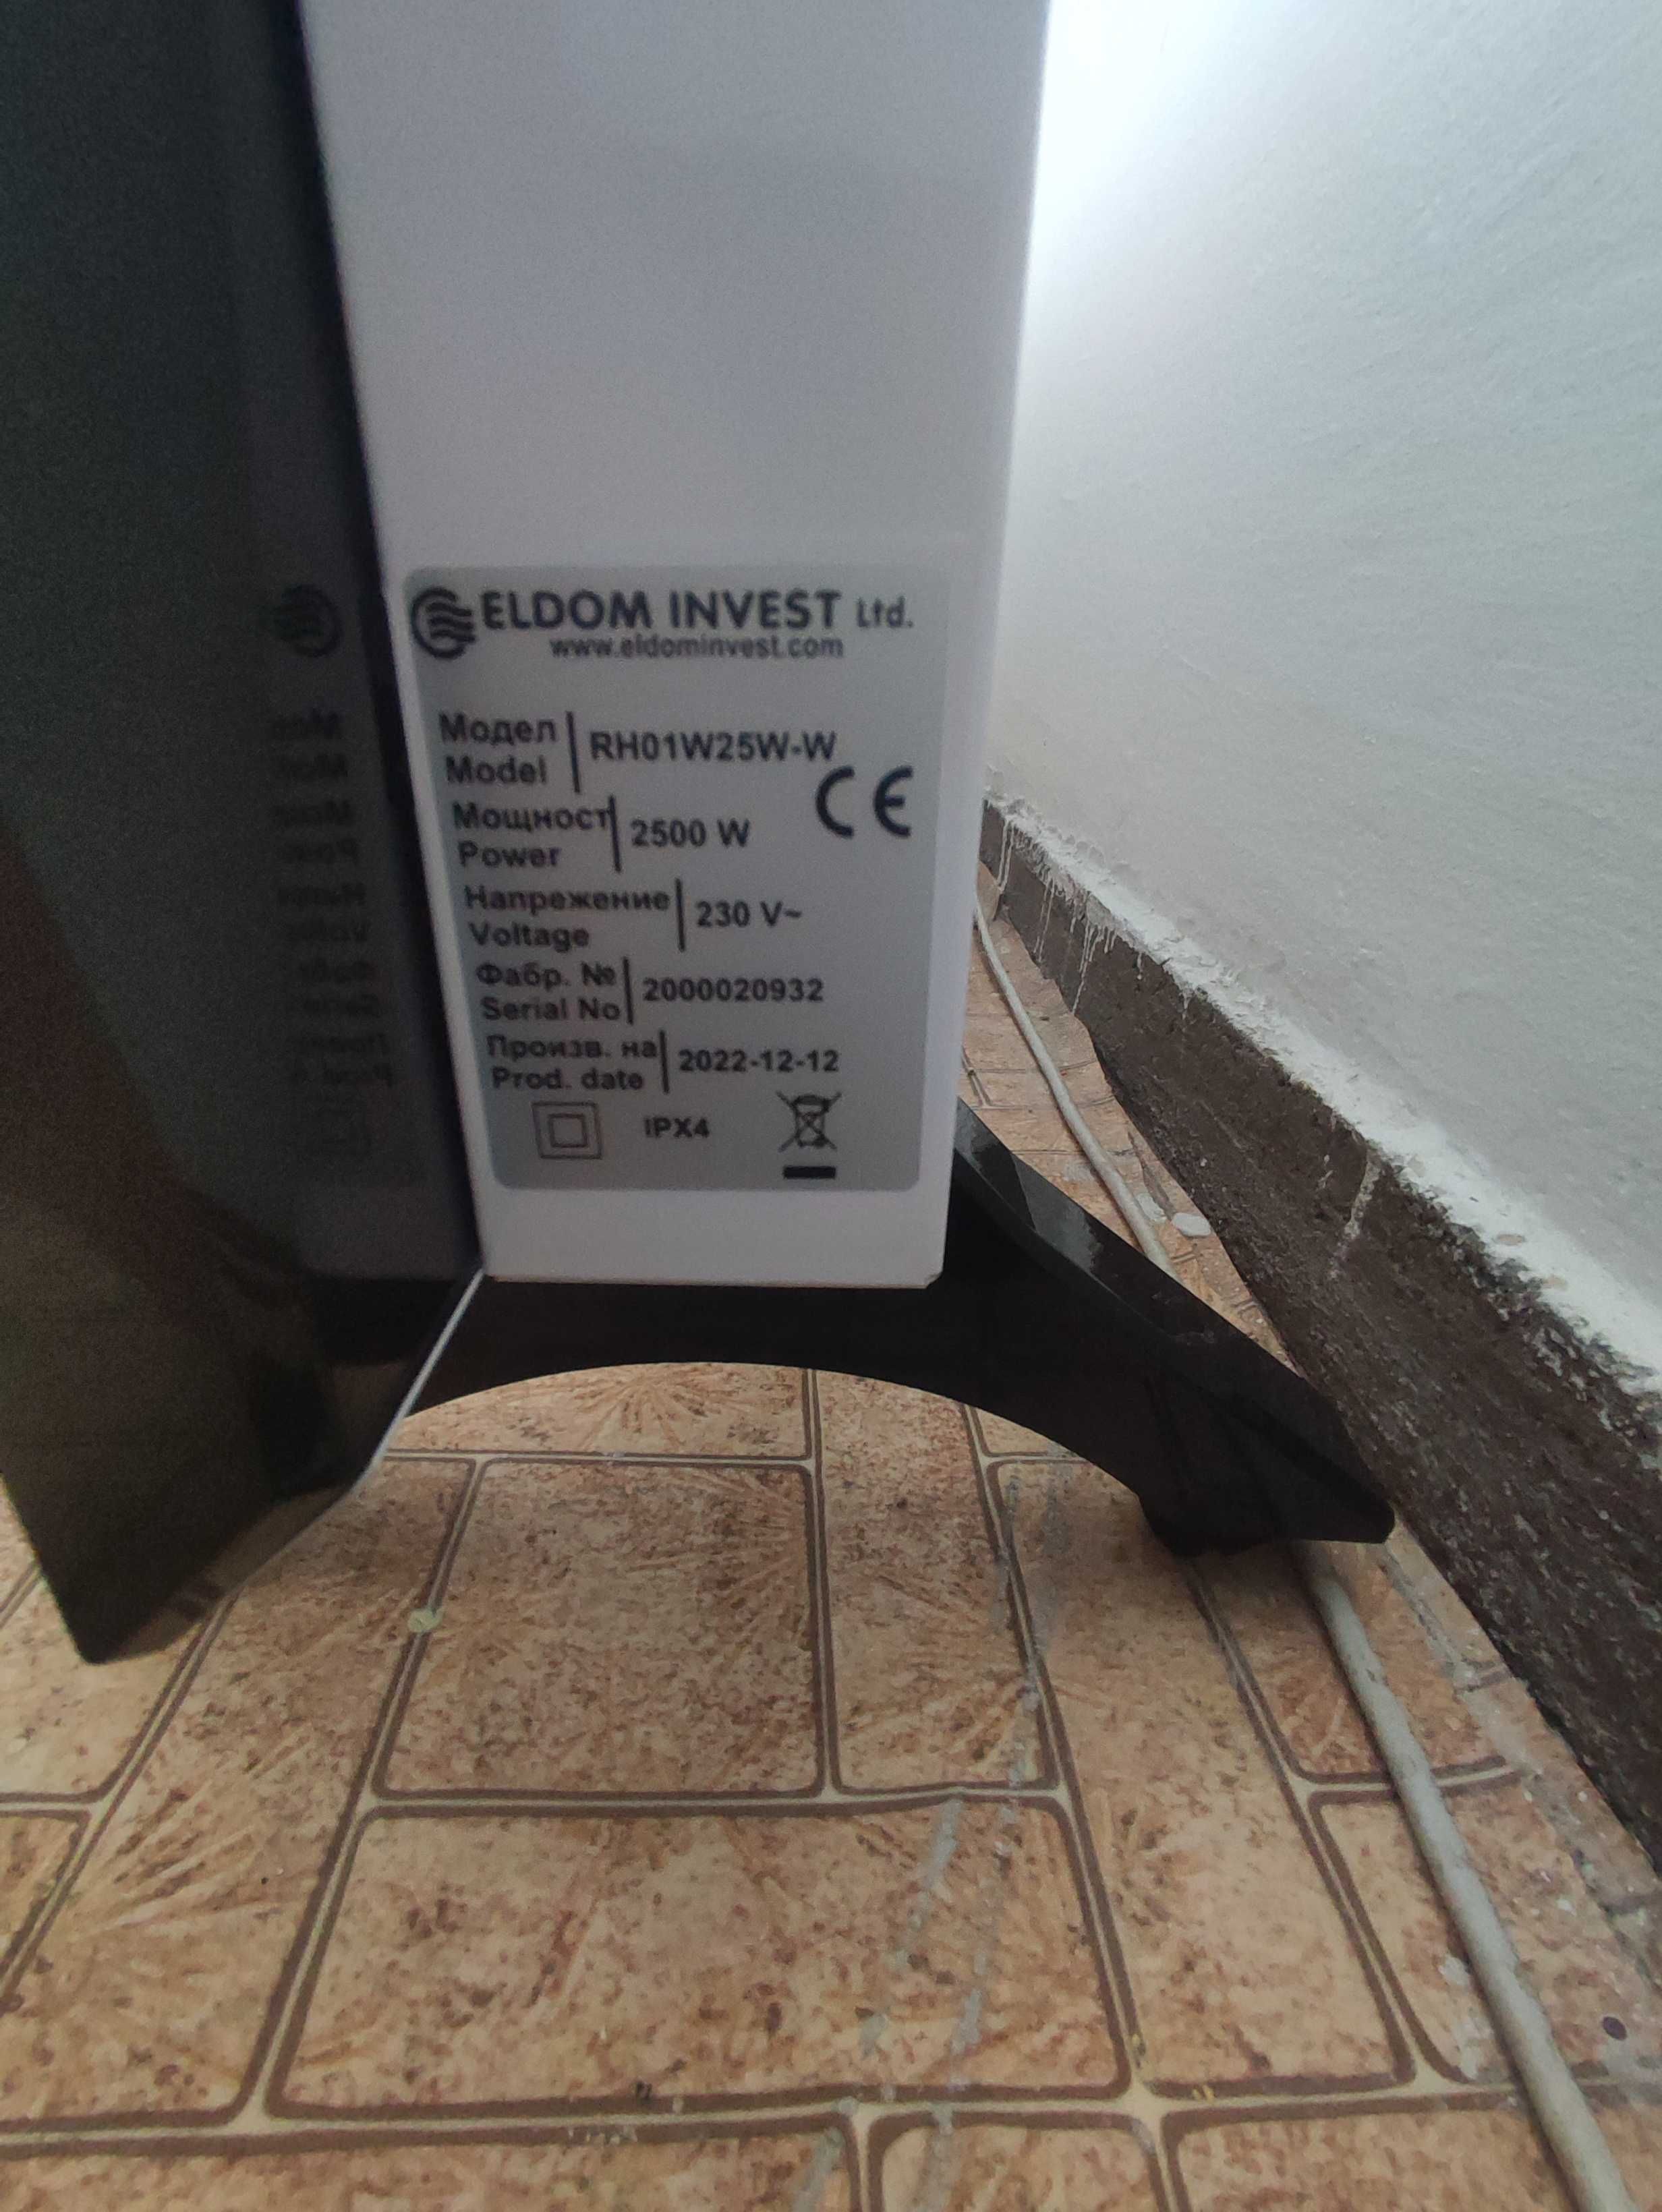 ELDOM INVEST Ltd.
www.eldominvest.com
Модел
Model
RH01W25W-W
CE
Мощност
Power
2500 W
Напрежение
Voltage
230 V~
Фабр. №
Serial No
2000020932
Произв. на
Prod. date
2022-12-12
IPX4